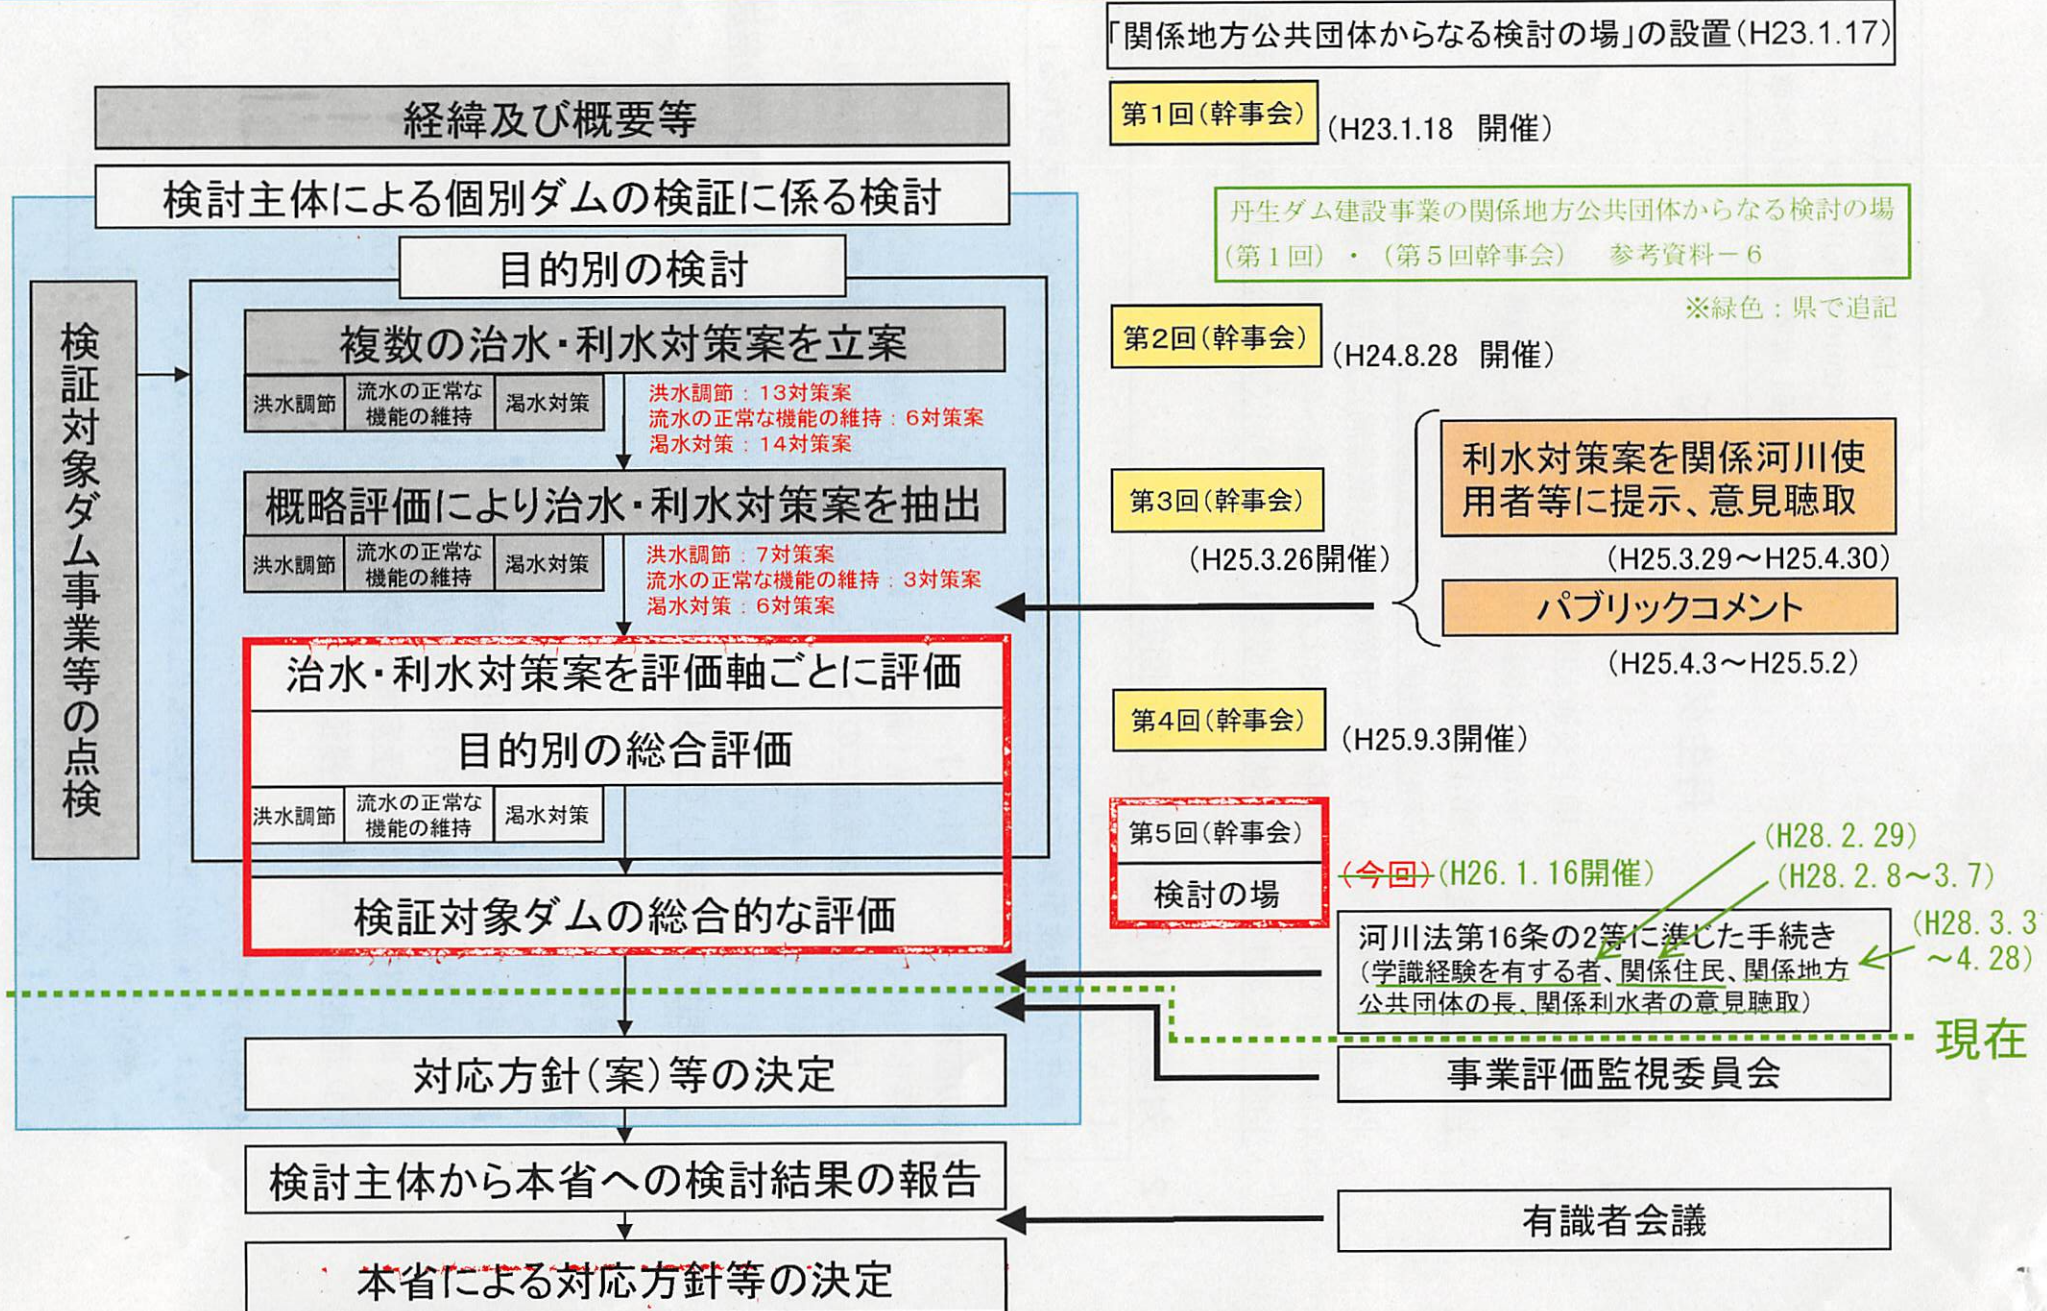 「関係地方公共団体からなる検討の場」の設置(H23.1.17)
経緯及び概要等
第1回(幹事会)
(H23.1.18 開催)
検討主体による個別ダムの検証に係る検討
丹生ダム建設事業の関係地方公共団体からなる検討の場
(第1回)・(第5回幹事会) 参考資料－6
※緑色：県で追記
目的別の検討
検証対象ダム事業等の点検
複数の治水・利水対策案を立案
洪水調節
流水の正常な
機能の維持
渇水対策
洪水調節：13対策案
流水の正常な機能の維持：6対策案
渇水対策：14対策案
第2回(幹事会)
(H24.8.28 開催)
概略評価により治水・利水対策案を抽出
洪水調節
流水の正常な
機能の維持
渇水対策
洪水調節：7対策案
流水の正常な機能の維持：3対策案
渇水対策：6対策案
第3回(幹事会)
(H25.3.26開催)
利水対策案を関係河川使
用者等に提示、意見聴取
(H25.3.29～H25.4.30)
パブリックコメント
(H25.4.3～H25.5.2)
治水・利水対策案を評価軸ごとに評価
目的別の総合評価
洪水調節
流水の正常な
機能の維持
渇水対策
第4回(幹事会)
(H25.9.3開催)
検証対象ダムの総合的な評価
第5回(幹事会)
検討の場
(今回)(H26.1.16開催)
(H28.2.29)
(H28.2.8～3.7)
(H28.3.3
～4.28)
河川法第16条の2等に準じた手続き
(学識経験を有する者、関係住民、関係地方
公共団体の長、関係利水者の意見聴取)
現在
対応方針(案)等の決定
事業評価監視委員会
検討主体から本省への検討結果の報告
有識者会議
本省による対応方針等の決定